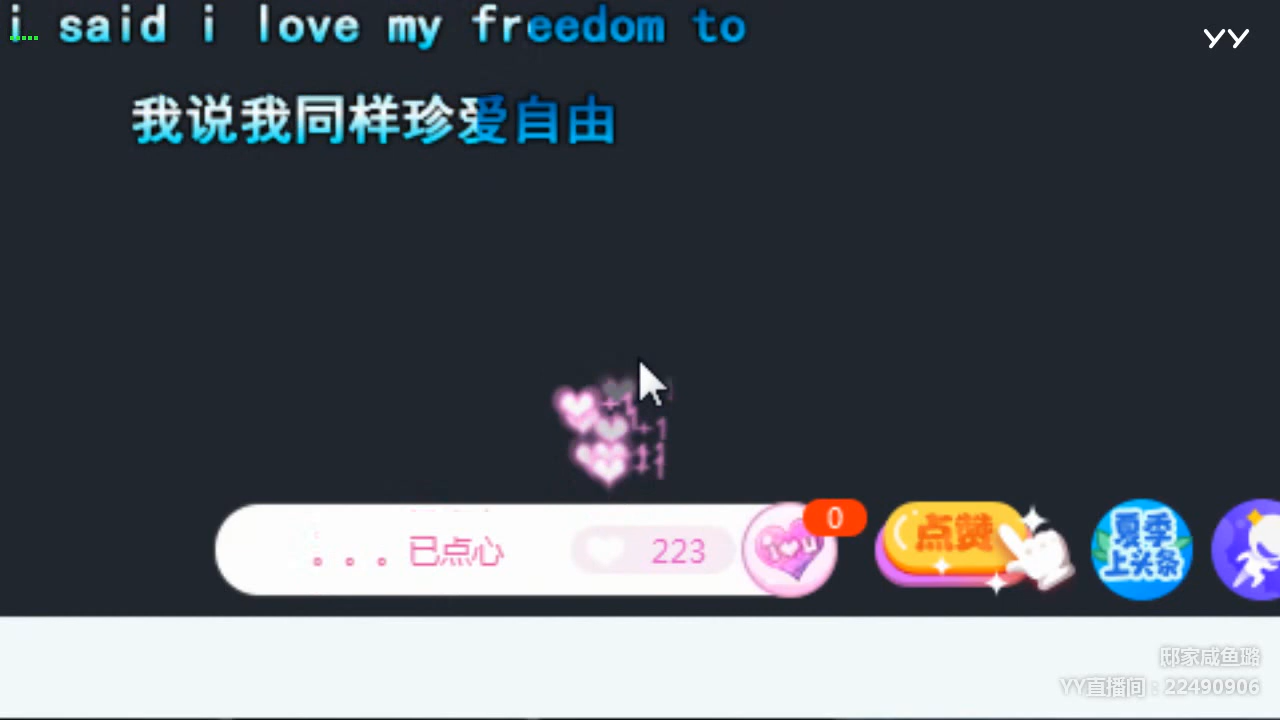 i said i love my freedom to
YY
我说我同样珍爱自由
+1
+1
0
。。。已点心
223
I U
点赞
夏季
上头条
邸家咸鱼璐
YY直播间：22490906